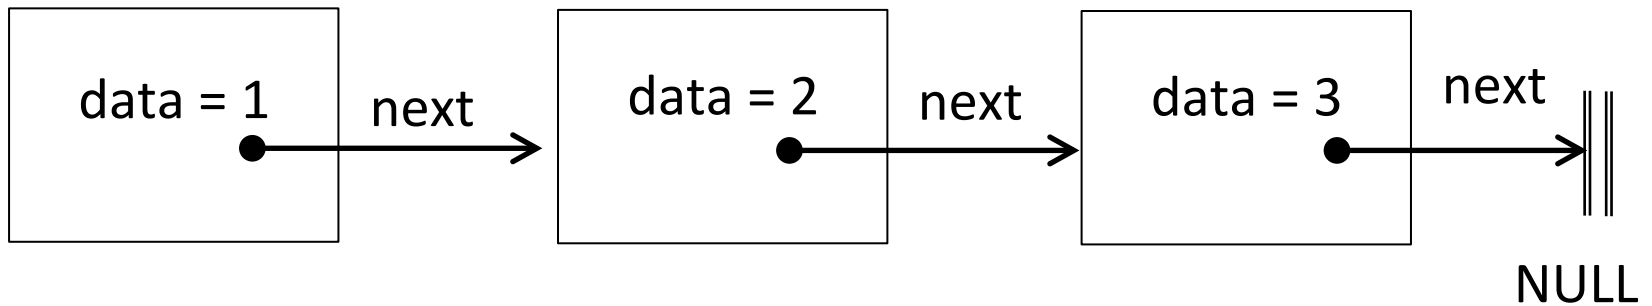 data = 1
next
data = 2
next
data = 3
next
NULL